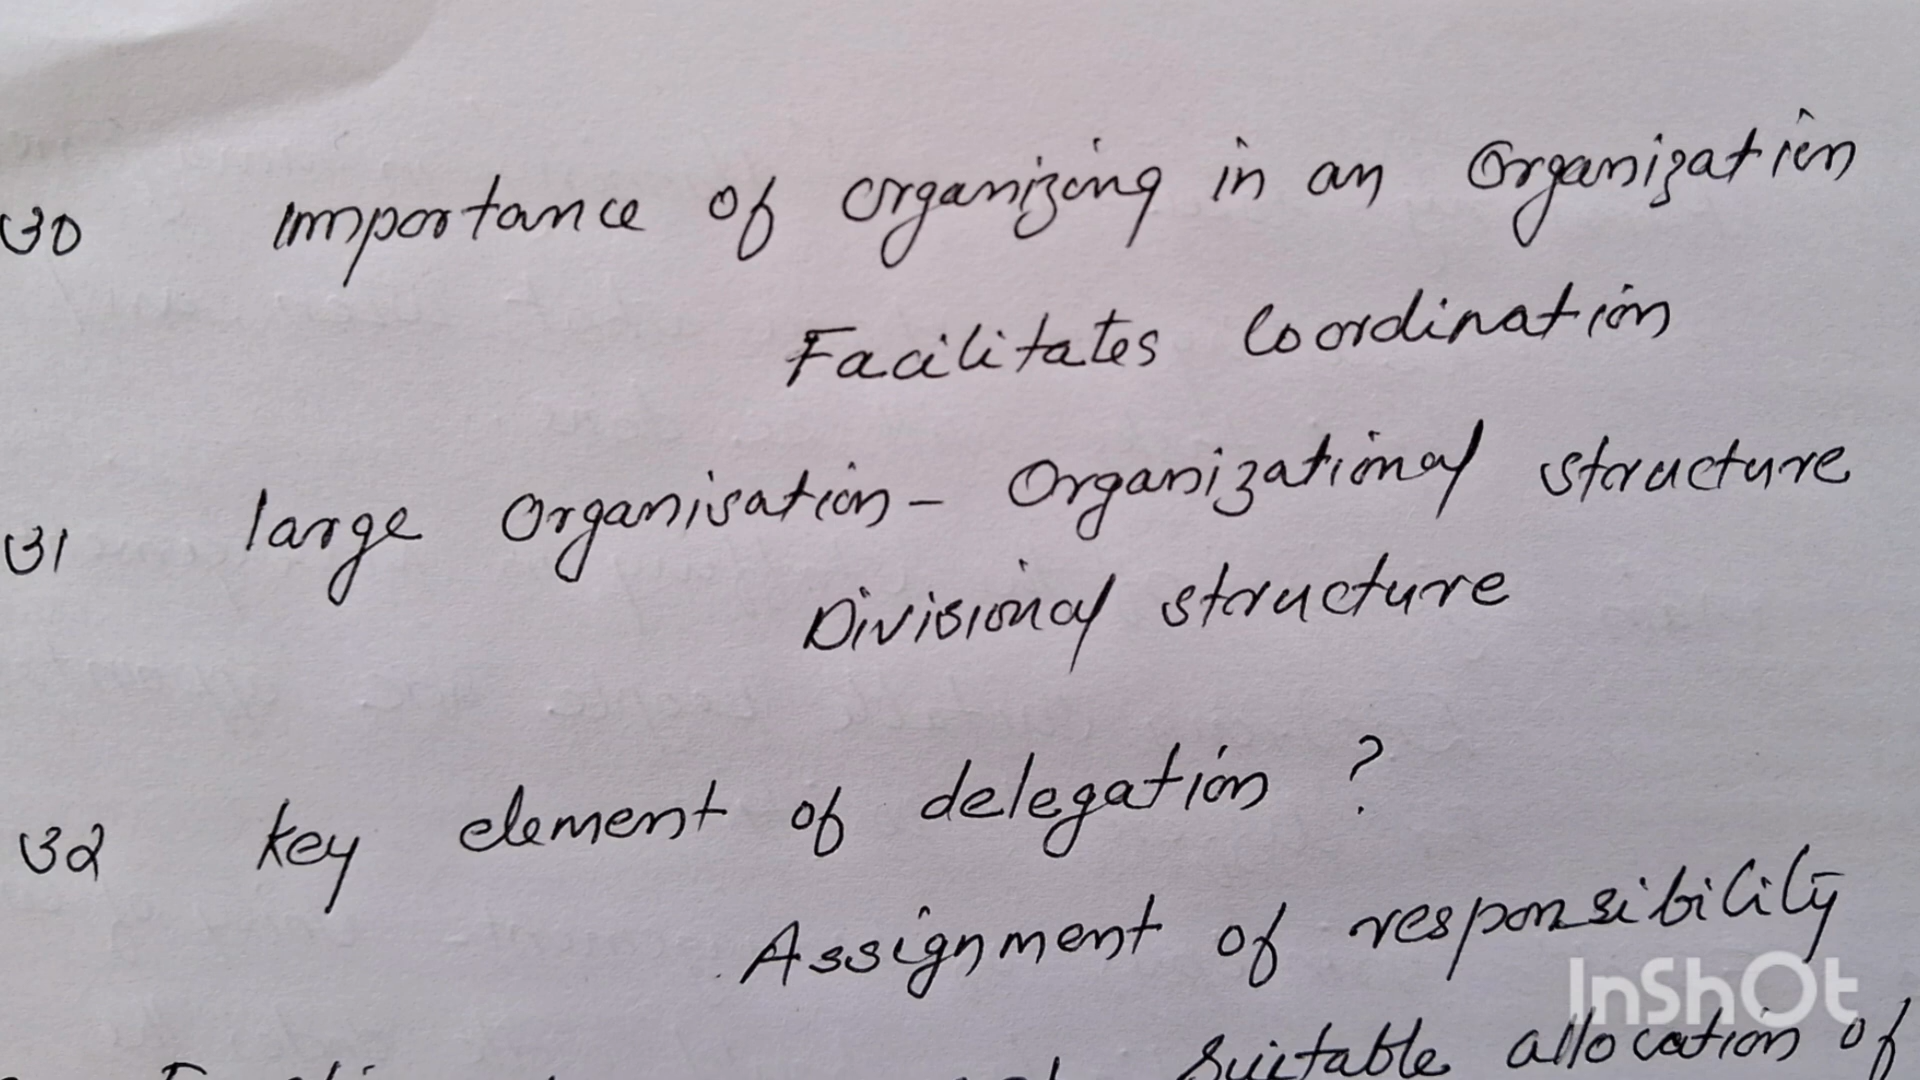 30 Importance of organizing in an Organization
Facilitates Coordination
31 large Organisation - Organizational structure
Divisional structure
32 key element of delegation ?
Assignment of responsibility
InShOt
Suitable allocation of